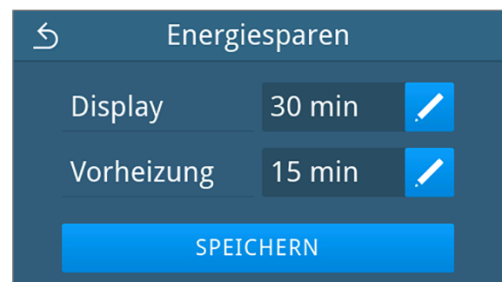 Energiesparen
Display 30 min
Vorheizung 15 min
SPEICHERN